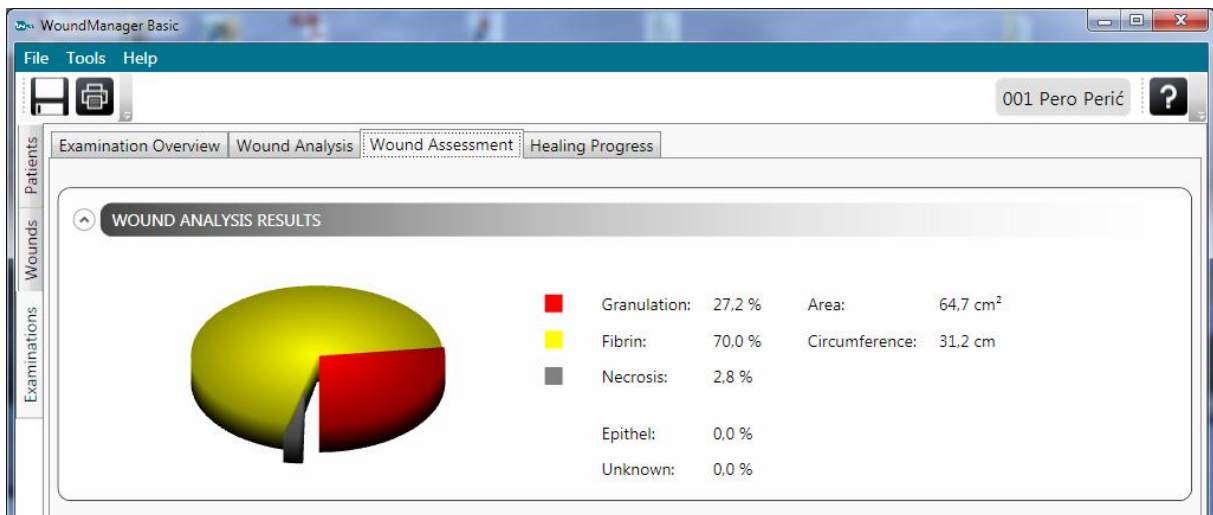 WoundManager Basic
File Tools Help
001 Pero Perić ?
Patients
Wounds
Examinations
Examination Overview Wound Analysis Wound Assessment Healing Progress
WOUND ANALYSIS RESULTS
Granulation: 27,2 % Area: 64,7 cm²
Fibrin: 70,0 % Circumference: 31,2 cm
Necrosis: 2,8 %
Epithel: 0,0 %
Unknown: 0,0 %